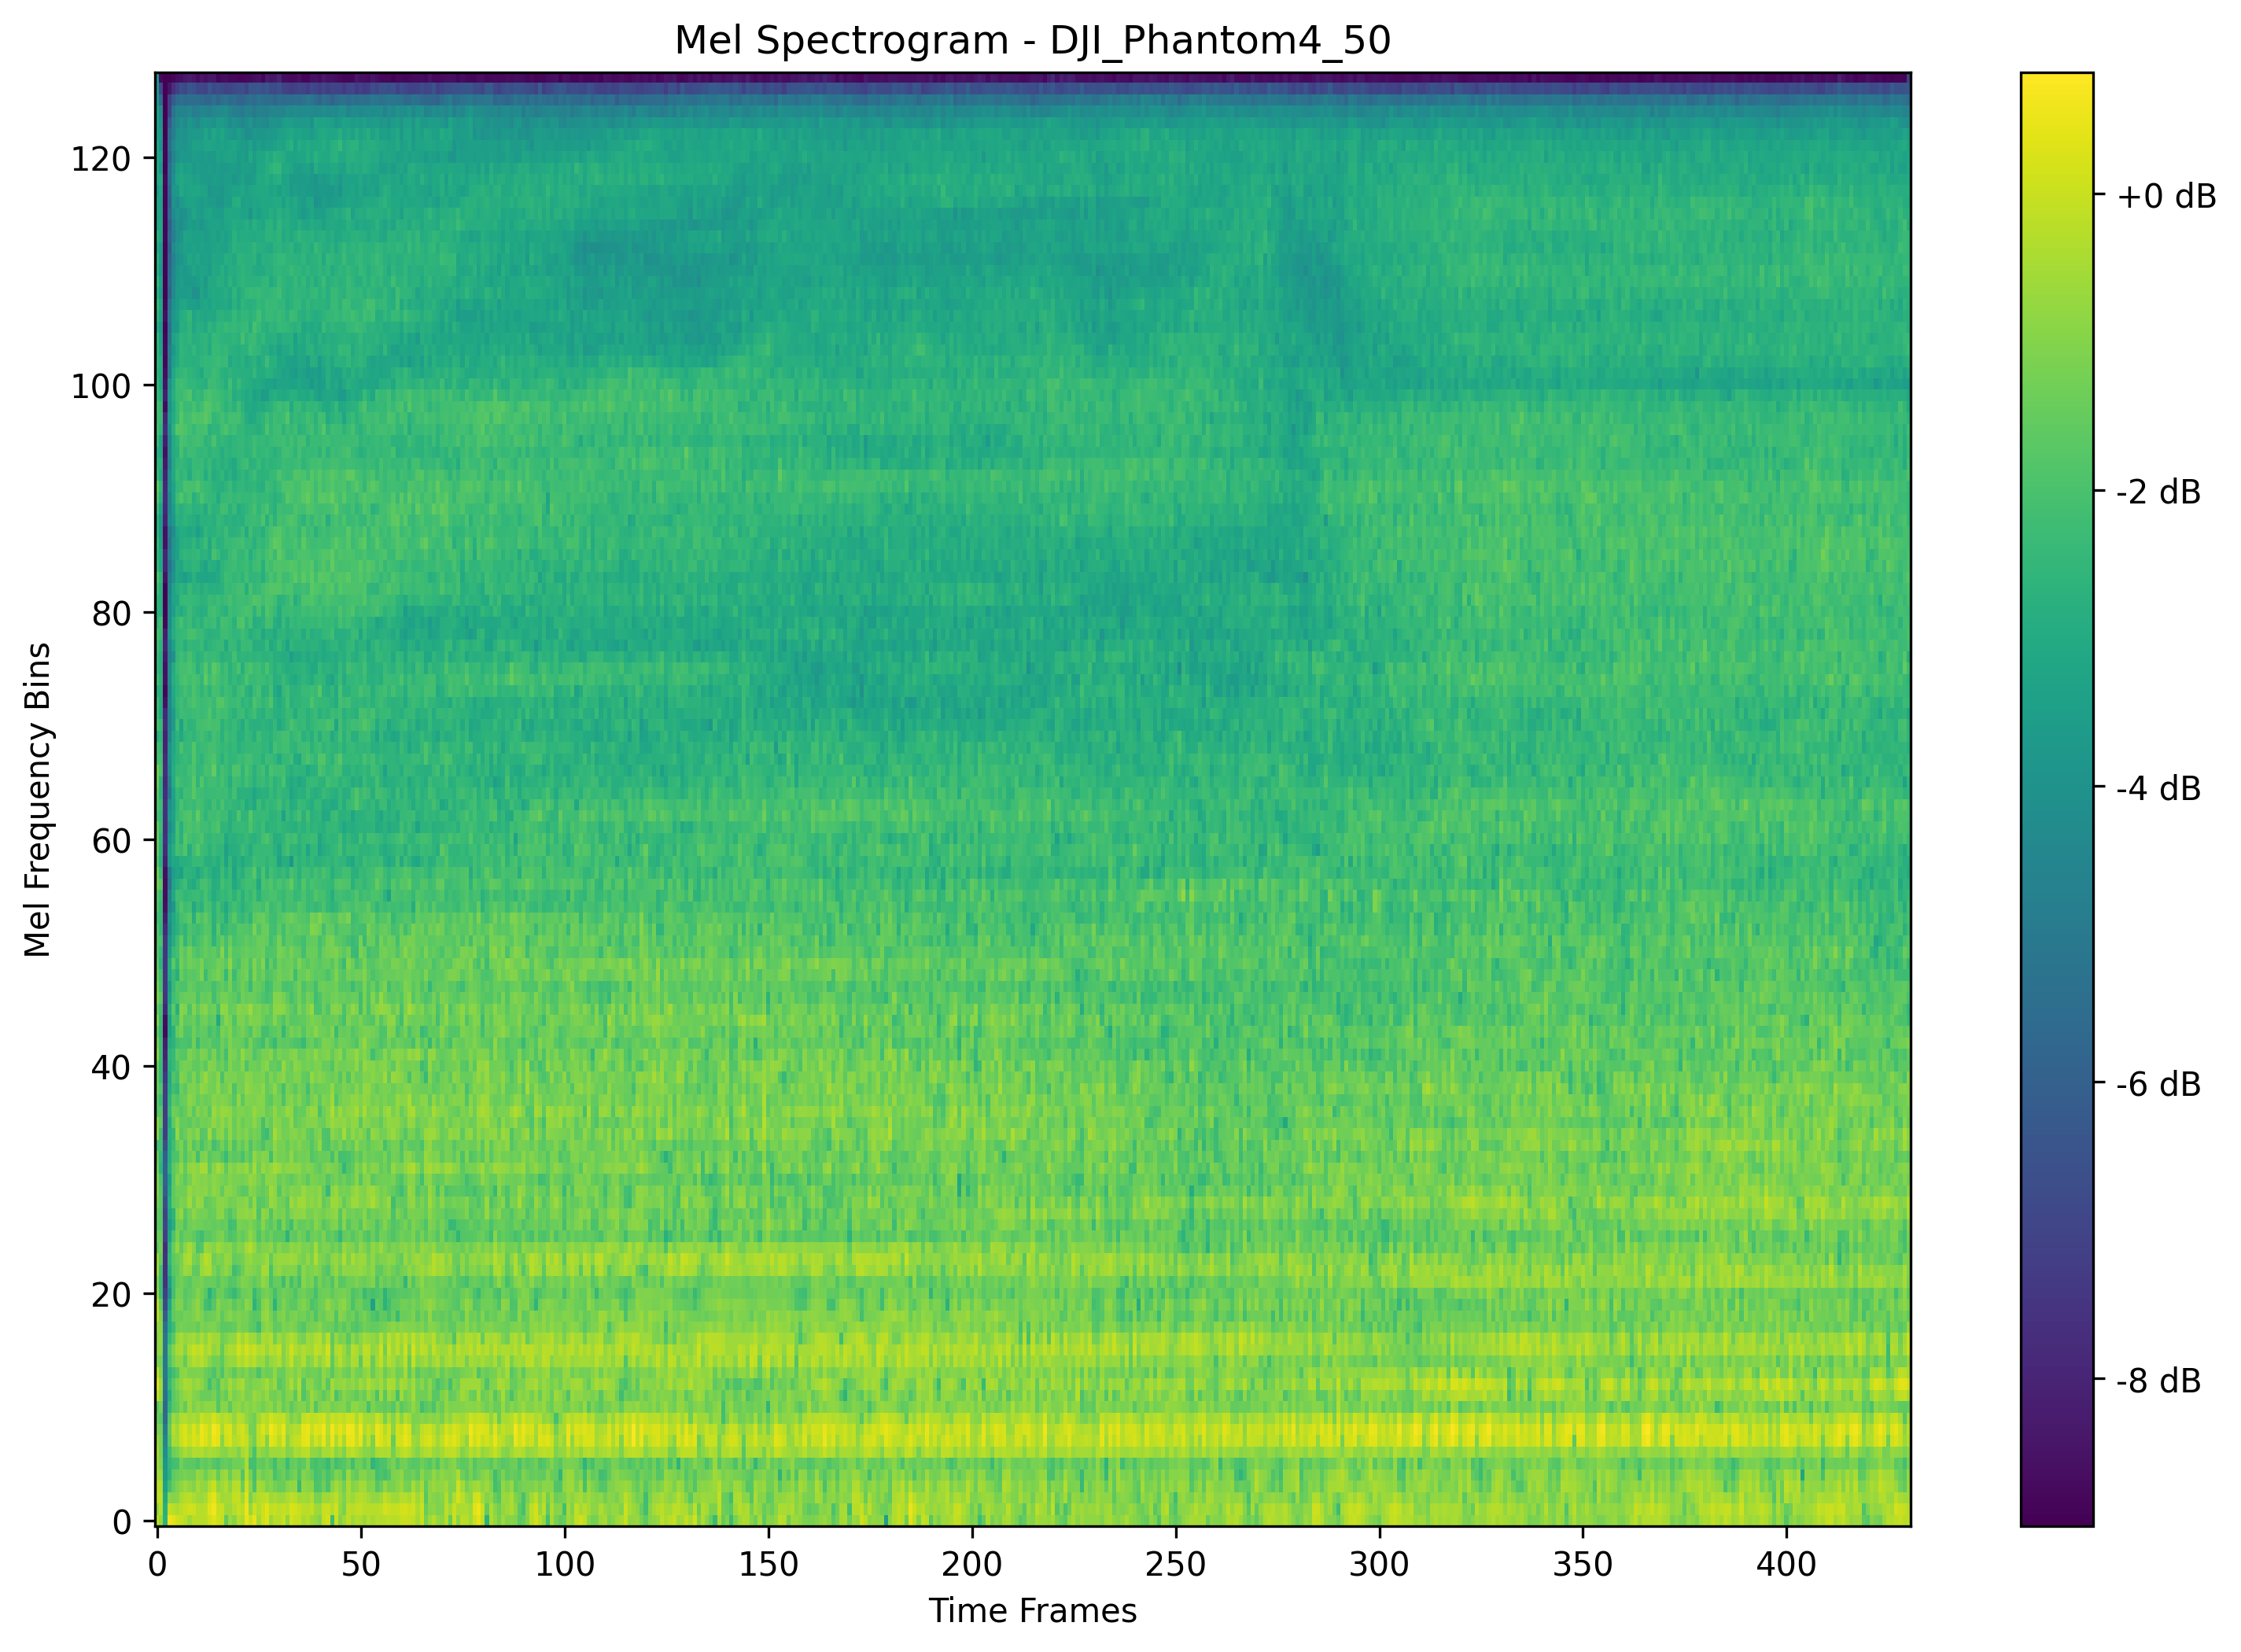 Mel Spectrogram - DJI_Phantom4_50
120
100
80
60
40
20
0
Mel Frequency Bins
0 50 100 150 200 250 300 350 400
Time Frames
+0 dB
-2 dB
-4 dB
-6 dB
-8 dB